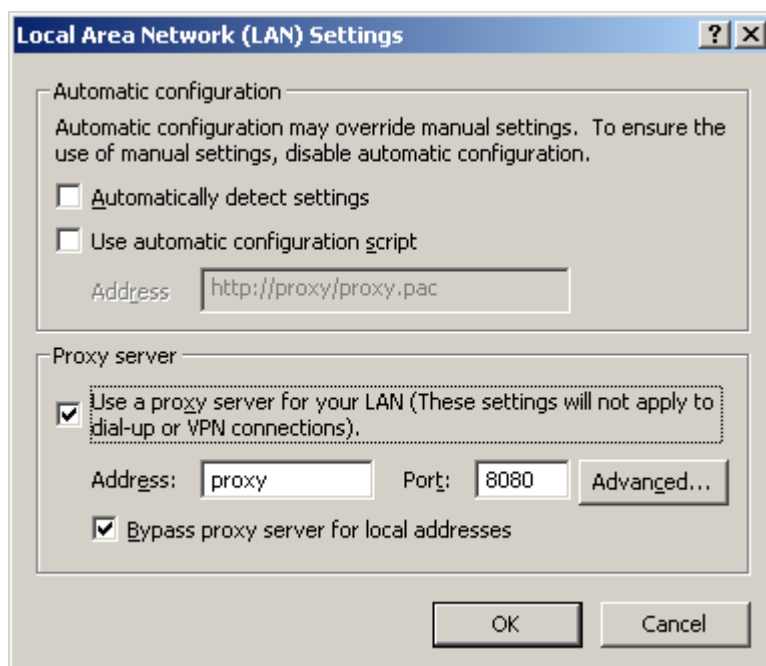 Local Area Network (LAN) Settings
Automatic configuration
Automatic configuration may override manual settings. To ensure the
use of manual settings, disable automatic configuration.
Automatically detect settings
Use automatic configuration script
Address http://proxy/proxy.pac
Proxy server
Use a proxy server for your LAN (These settings will not apply to
dial-up or VPN connections).
Address: proxy Port: 8080 Advanced...
Bypass proxy server for local addresses
OK Cancel